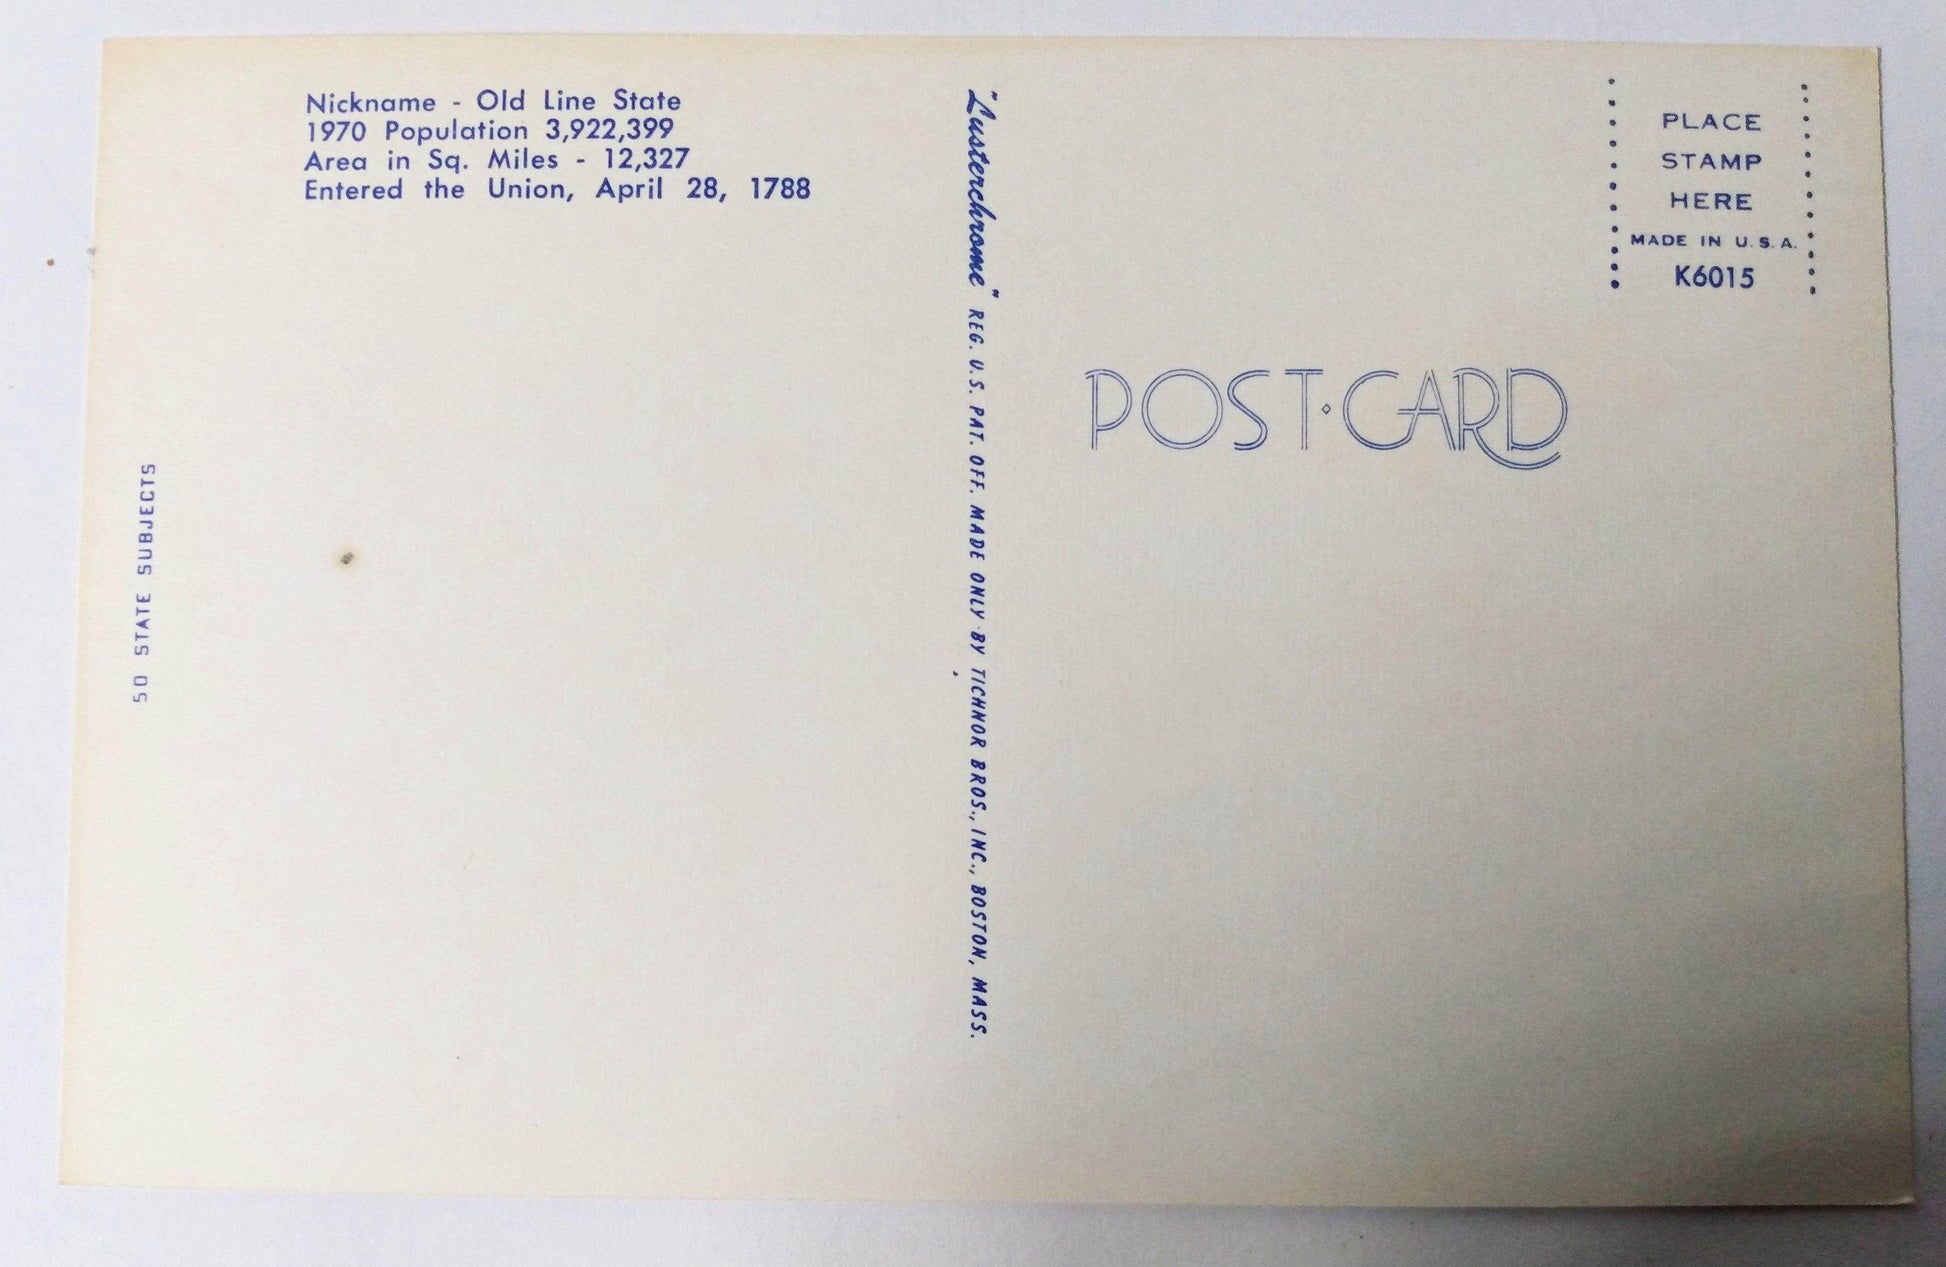 Nickname - Old Line State
1970 Population 3,922,399
Area in Sq. Miles - 12,327
Entered the Union, April 28, 1788
50 STATE SUBJECTS
"Lusterchrome" REG. U.S. PAT. OFF. MADE ONLY BY TICHNOR BROS., INC., BOSTON, MASS.
PLACE
STAMP
HERE
MADE IN U.S.A.
K6015
POST·CARD